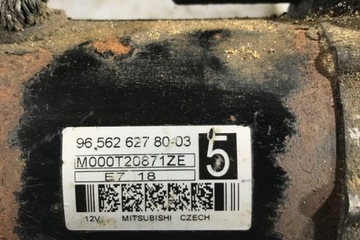 96.562 627 80-03
5
M000T20871ZE
E7 18
12V MITSUBISHI CZECH